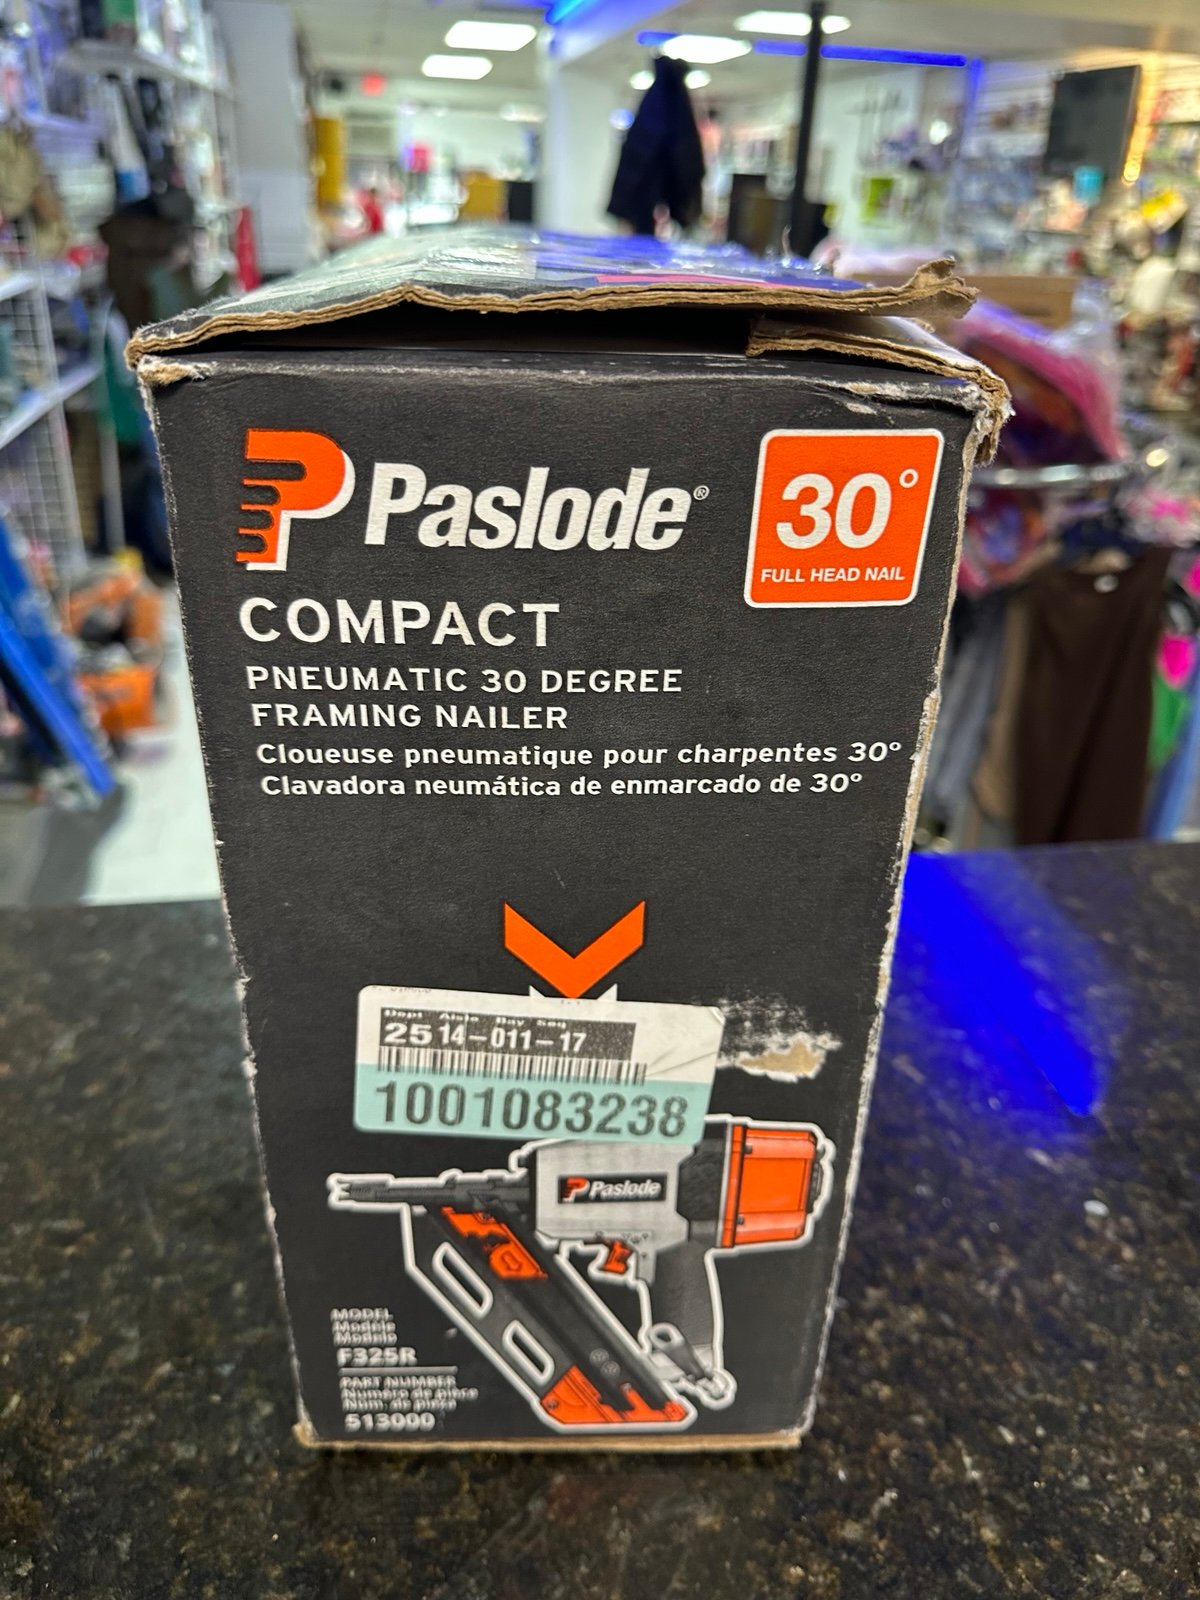 Paslode®
30°
FULL HEAD NAIL
COMPACT
PNEUMATIC 30 DEGREE
FRAMING NAILER
Cloueuse pneumatique pour charpentes 30°
Clavadora neumática de enmarcado de 30°
Dept Aisle Bay Seq
25 14-011-17
1001083238
Paslode
MODEL
Modèle
Modelo
F325R
PART NUMBER
Numéro de pièce
Núm. de pieza
513000